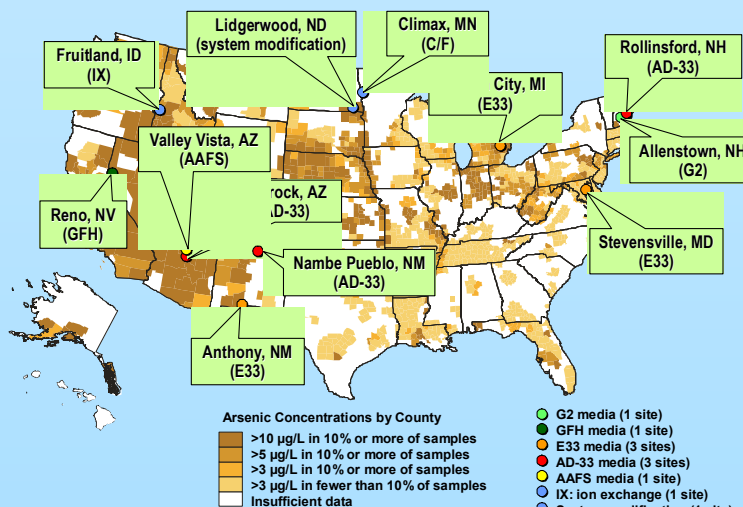 Fruitland, ID
(IX)
Lidgerwood, ND
(system modification)
Climax, MN
(C/F)
City, MI
(E33)
Rollinsford, NH
(AD-33)
Valley Vista, AZ
(AAFS)
Allenstown, NH
(G2)
rock, AZ
AD-33)
Reno, NV
(GFH)
Nambe Pueblo, NM
(AD-33)
Stevensville, MD
(E33)
Anthony, NM
(E33)
Arsenic Concentrations by County
>10 µg/L in 10% or more of samples
>5 µg/L in 10% or more of samples
>3 µg/L in 10% or more of samples
>3 µg/L in fewer than 10% of samples
Insufficient data
G2 media (1 site)
GFH media (1 site)
E33 media (3 sites)
AD-33 media (3 sites)
AAFS media (1 site)
IX: ion exchange (1 site)